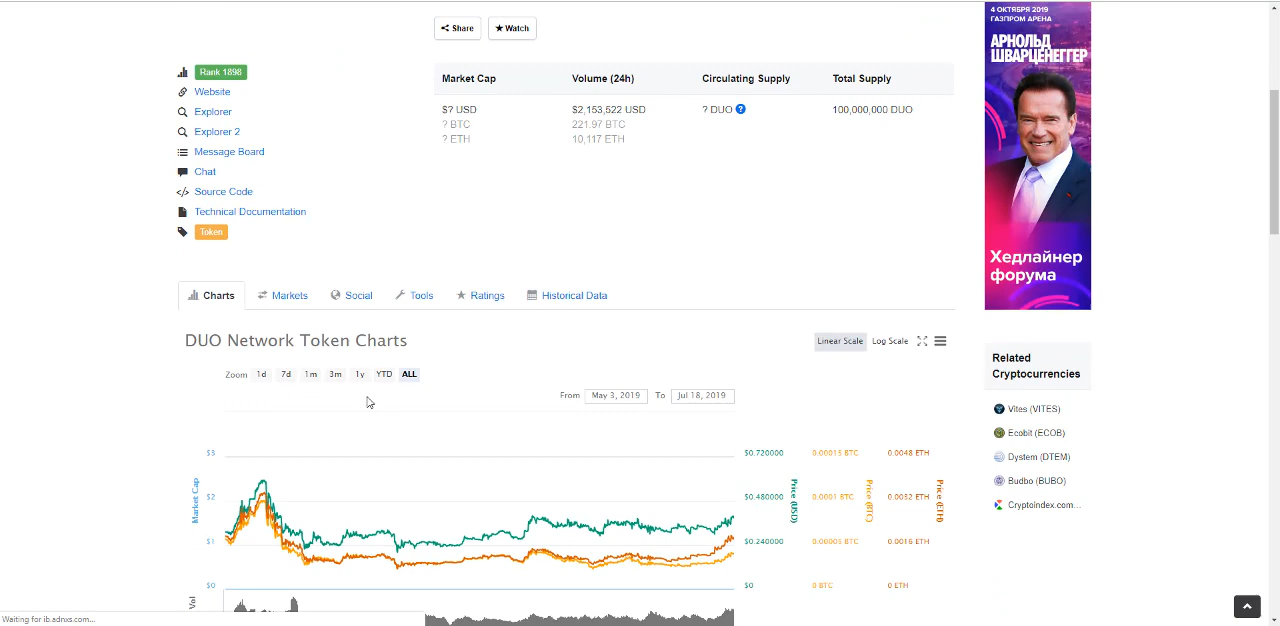 Share
Watch
4 ОКТЯБРЯ 2019
ГАЗПРОМ АРЕНА
АРНОЛЬД
ШВАРЦЕНЕГГЕР
Хедлайнер
форума
Rank 1898
Website
Explorer
Explorer 2
Message Board
Chat
Source Code
Technical Documentation
Token
Market Cap Volume (24h) Circulating Supply Total Supply
$? USD $2,153,522 USD ? DUO ? 100,000,000 DUO
? BTC 221.97 BTC
? ETH 10,117 ETH
Charts Markets Social Tools Ratings Historical Data
DUO Network Token Charts
Linear Scale Log Scale
Zoom 1d 7d 1m 3m 1y YTD ALL
From May 3, 2019 To Jul 18, 2019
$3 $0.720000 0.00015 BTC 0.0048 ETH
$2 $0.480000 0.0001 BTC 0.0032 ETH
$1 $0.240000 0.00005 BTC 0.0016 ETH
$0 $0 0 BTC 0 ETH
Market Cap
Price (USD)
Price (BTC)
Price (ETH)
Vol
Related
Cryptocurrencies
Vites (VITES)
Ecobit (ECOB)
Dystem (DTEM)
Budbo (BUBO)
CryptoIndex.com...
Waiting for ib.adnxs.com...